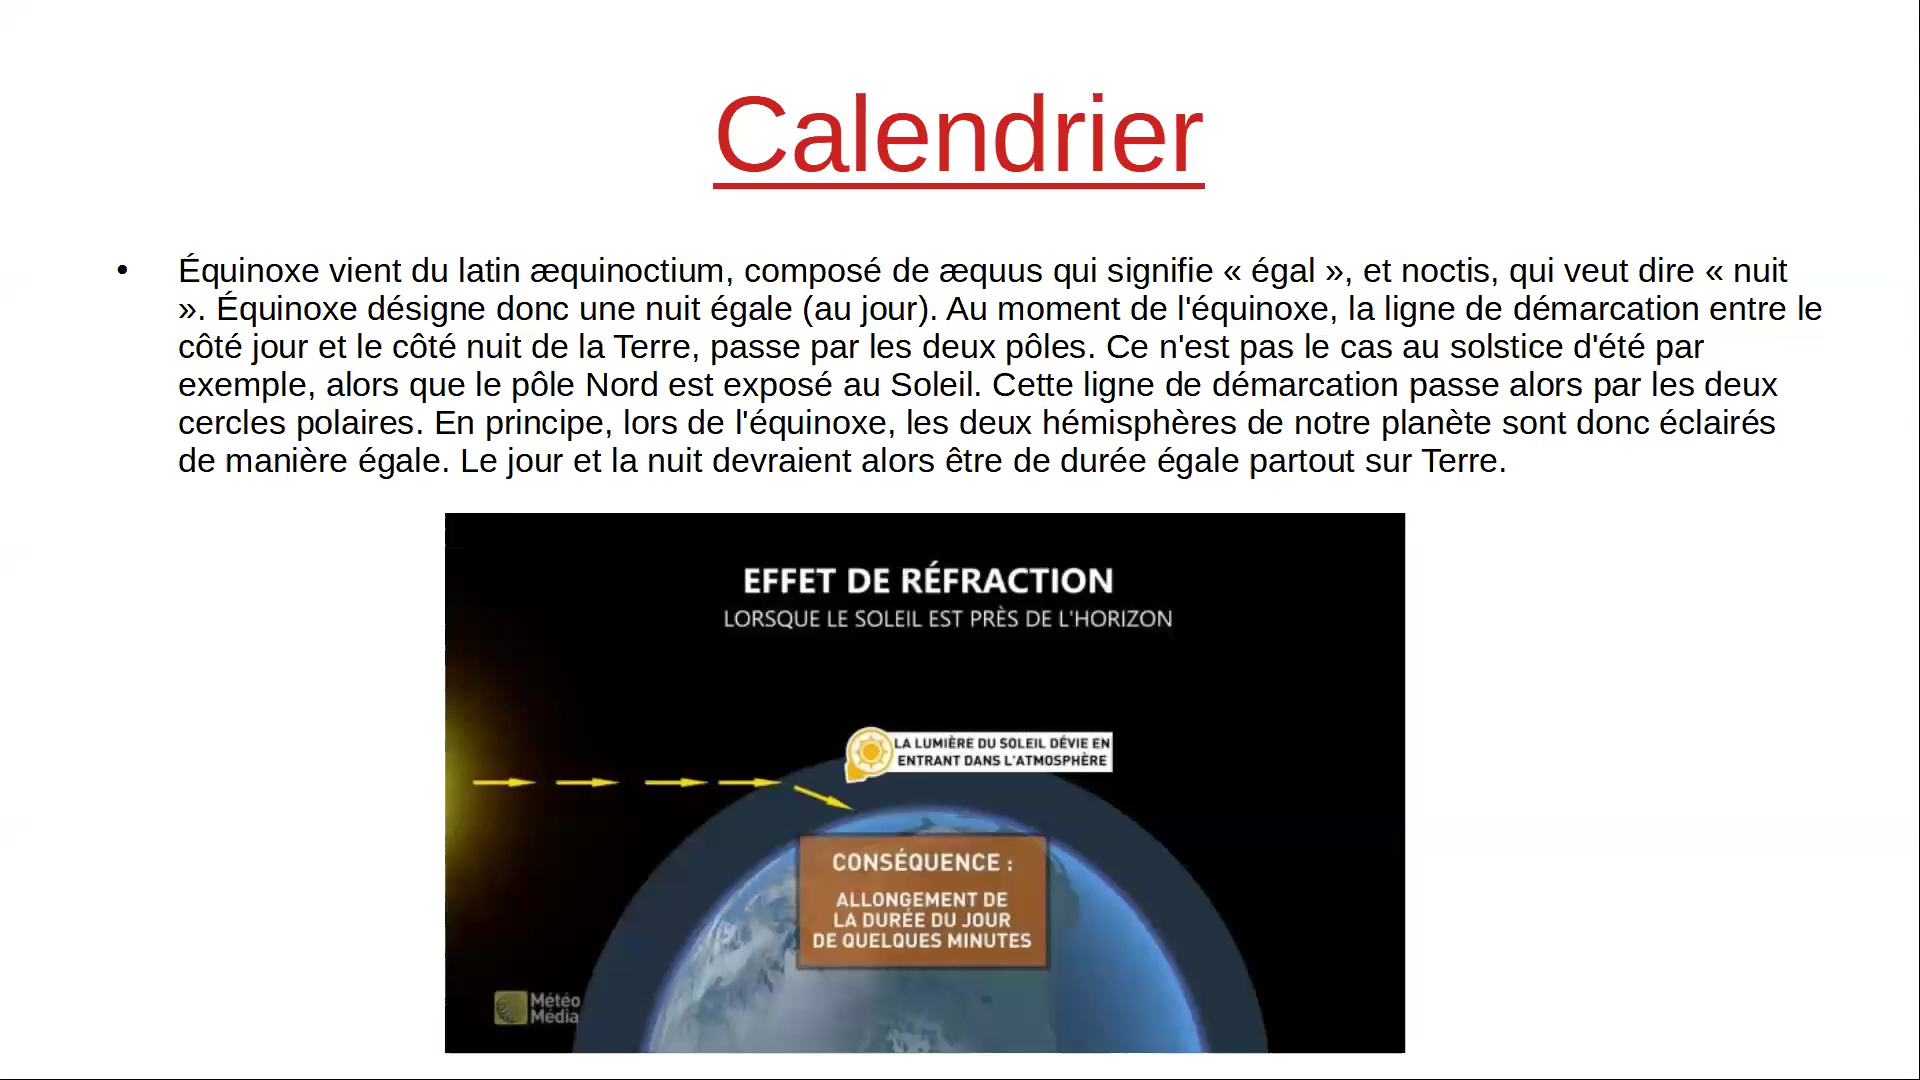 Calendrier
• Équinoxe vient du latin æquinoctium, composé de æquus qui signifie « égal », et noctis, qui veut dire « nuit
». Équinoxe désigne donc une nuit égale (au jour). Au moment de l'équinoxe, la ligne de démarcation entre le
côté jour et le côté nuit de la Terre, passe par les deux pôles. Ce n'est pas le cas au solstice d'été par
exemple, alors que le pôle Nord est exposé au Soleil. Cette ligne de démarcation passe alors par les deux
cercles polaires. En principe, lors de l'équinoxe, les deux hémisphères de notre planète sont donc éclairés
de manière égale. Le jour et la nuit devraient alors être de durée égale partout sur Terre.
EFFET DE RÉFRACTION
LORSQUE LE SOLEIL EST PRÈS DE L'HORIZON
LA LUMIÈRE DU SOLEIL DÉVIE EN
ENTRANT DANS L'ATMOSPHÈRE
CONSÉQUENCE :
ALLONGEMENT DE
LA DURÉE DU JOUR
DE QUELQUES MINUTES
Météo
Média